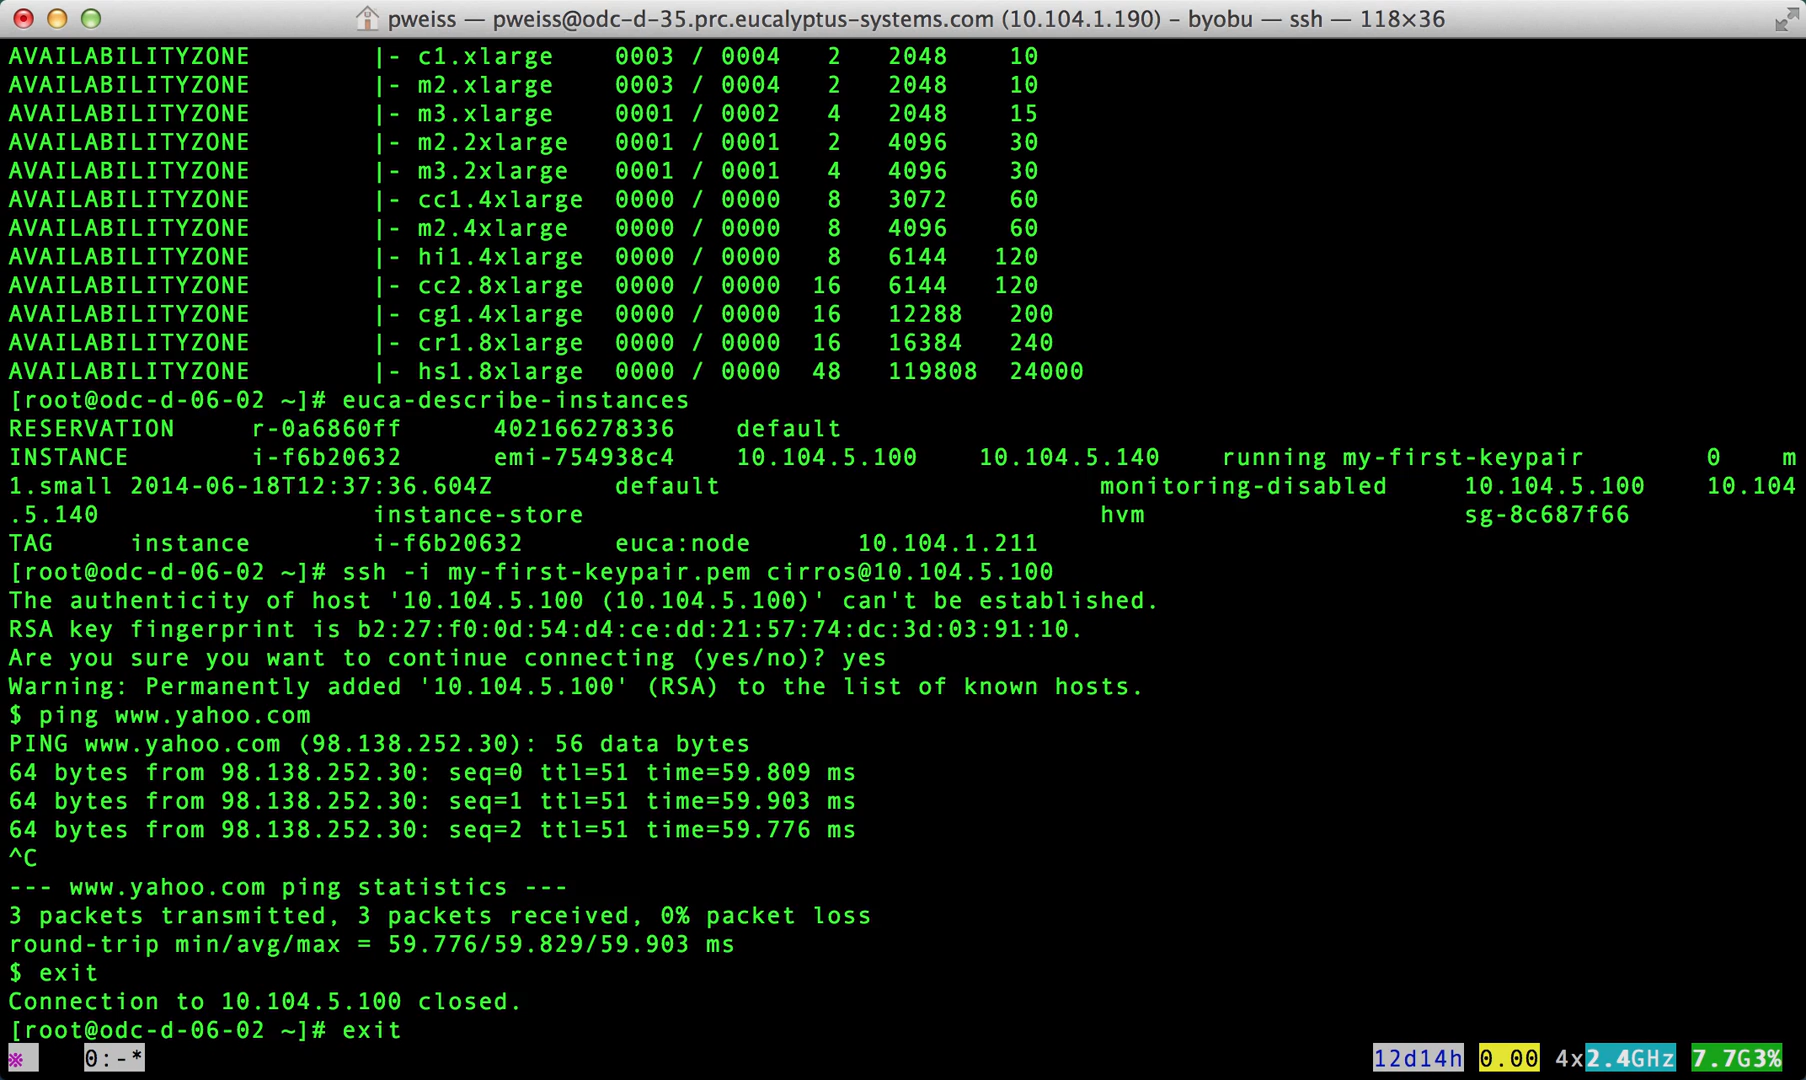 pweiss — pweiss@odc-d-35.prc.eucalyptus-systems.com (10.104.1.190) – byobu — ssh — 118×36
AVAILABILITYZONE |- c1.xlarge 0003 / 0004 2 2048 10
AVAILABILITYZONE |- m2.xlarge 0003 / 0004 2 2048 10
AVAILABILITYZONE |- m3.xlarge 0001 / 0002 4 2048 15
AVAILABILITYZONE |- m2.2xlarge 0001 / 0001 2 4096 30
AVAILABILITYZONE |- m3.2xlarge 0001 / 0001 4 4096 30
AVAILABILITYZONE |- cc1.4xlarge 0000 / 0000 8 3072 60
AVAILABILITYZONE |- m2.4xlarge 0000 / 0000 8 4096 60
AVAILABILITYZONE |- hi1.4xlarge 0000 / 0000 8 6144 120
AVAILABILITYZONE |- cc2.8xlarge 0000 / 0000 16 6144 120
AVAILABILITYZONE |- cg1.4xlarge 0000 / 0000 16 12288 200
AVAILABILITYZONE |- cr1.8xlarge 0000 / 0000 16 16384 240
AVAILABILITYZONE |- hs1.8xlarge 0000 / 0000 48 119808 24000
[root@odc-d-06-02 ~]# euca-describe-instances
RESERVATION r-0a6860ff 402166278336 default
INSTANCE i-f6b20632 emi-754938c4 10.104.5.100 10.104.5.140 running my-first-keypair 0 m
1.small 2014-06-18T12:37:36.604Z default monitoring-disabled 10.104.5.100 10.104
.5.140 instance-store hvm sg-8c687f66
TAG instance i-f6b20632 euca:node 10.104.1.211
[root@odc-d-06-02 ~]# ssh -i my-first-keypair.pem cirros@10.104.5.100
The authenticity of host '10.104.5.100 (10.104.5.100)' can't be established.
RSA key fingerprint is b2:27:f0:0d:54:d4:ce:dd:21:57:74:dc:3d:03:91:10.
Are you sure you want to continue connecting (yes/no)? yes
Warning: Permanently added '10.104.5.100' (RSA) to the list of known hosts.
$ ping www.yahoo.com
PING www.yahoo.com (98.138.252.30): 56 data bytes
64 bytes from 98.138.252.30: seq=0 ttl=51 time=59.809 ms
64 bytes from 98.138.252.30: seq=1 ttl=51 time=59.903 ms
64 bytes from 98.138.252.30: seq=2 ttl=51 time=59.776 ms
^C
--- www.yahoo.com ping statistics ---
3 packets transmitted, 3 packets received, 0% packet loss
round-trip min/avg/max = 59.776/59.829/59.903 ms
$ exit
Connection to 10.104.5.100 closed.
[root@odc-d-06-02 ~]# exit
※ 0:-* 12d14h 0.00 4x2.4GHz 7.7G3%